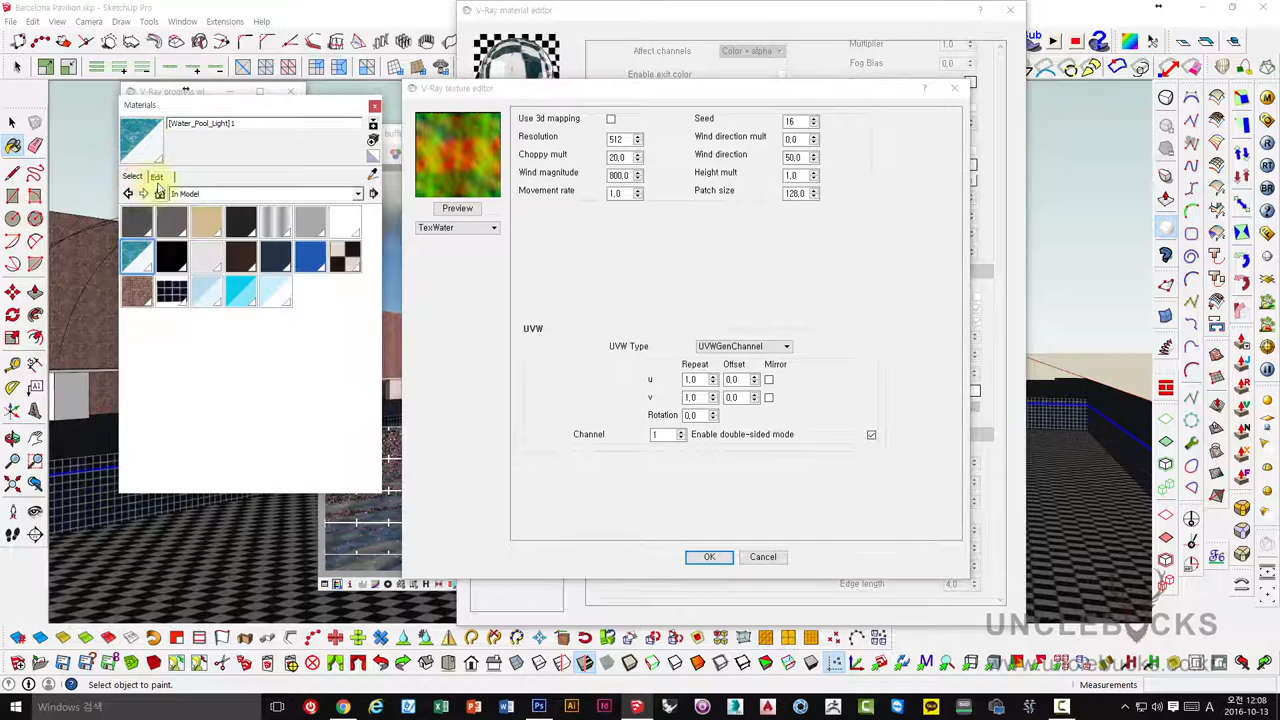 Barcelona Pavilion.skp
SketchUp Pro
File Edit View Camera Draw Tools Window Extensions Help
V-Ray material editor
Affect channels Color + alpha
Enable exit color
Multiplier 1.0
Fog Bias 0.0
V-Ray texture editor
Materials
[Water_Pool_Light]1
Select Edit
In Model
Preview
TexWater
Use 3d mapping
Resolution 512
Choppy mult 20.0
Wind magnitude 800,0
Movement rate 1.0
Seed 16
Wind direction mult 0.0
Wind direction 50.0
Height mult 1.0
Patch size 128.0
UVW
UVW Type UVWGenChannel
Repeat Offset Mirror
u 1,0 0,0
v 1,0 0,0
Rotation 0,0
Channel 1 Enable double-sided mode
OK Cancel
Edge length 4.0
UNCLEBUCKS
Select object to paint.
Measurements
Windows 검색
오전 12:08
2016-10-13